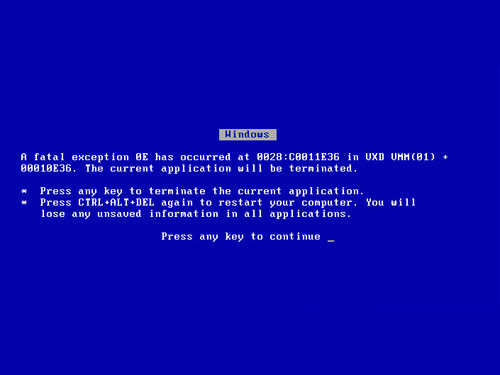 Windows
A fatal exception 0E has occurred at 0028:C0011E36 in VXD VMM(01) +
00010E36. The current application will be terminated.
* Press any key to terminate the current application.
* Press CTRL+ALT+DEL again to restart your computer. You will
lose any unsaved information in all applications.
Press any key to continue _